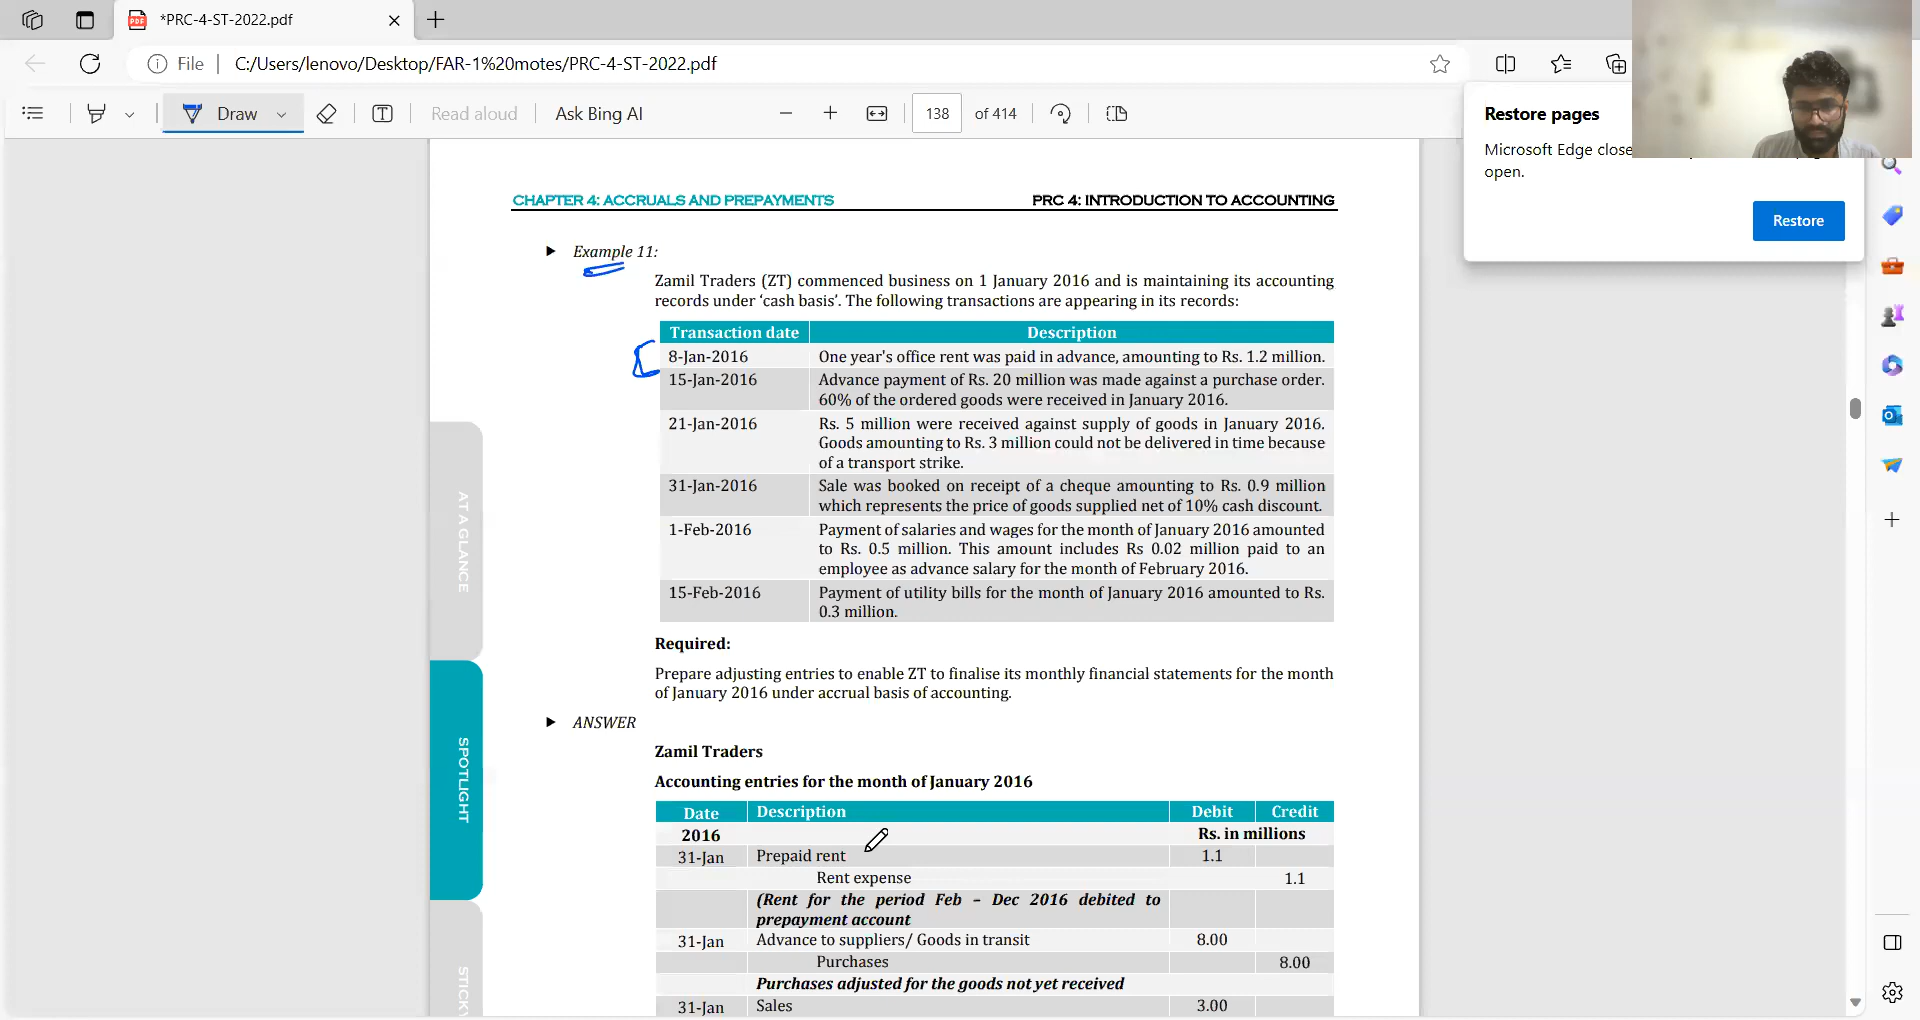 *PRC-4-ST-2022.pdf
File
C:/Users/lenovo/Desktop/FAR-1%20motes/PRC-4-ST-2022.pdf
Draw
Read aloud
Ask Bing AI
138 of 414
Restore pages
Microsoft Edge close
open.
Restore
CHAPTER 4: ACCRUALS AND PREPAYMENTS
PRC 4: INTRODUCTION TO ACCOUNTING
Example 11:
Zamil Traders (ZT) commenced business on 1 January 2016 and is maintaining its accounting
records under ‘cash basis’. The following transactions are appearing in its records:
Transaction date Description
8-Jan-2016 One year's office rent was paid in advance, amounting to Rs. 1.2 million.
15-Jan-2016 Advance payment of Rs. 20 million was made against a purchase order.
60% of the ordered goods were received in January 2016.
21-Jan-2016 Rs. 5 million were received against supply of goods in January 2016.
Goods amounting to Rs. 3 million could not be delivered in time because
of a transport strike.
31-Jan-2016 Sale was booked on receipt of a cheque amounting to Rs. 0.9 million
which represents the price of goods supplied net of 10% cash discount.
1-Feb-2016 Payment of salaries and wages for the month of January 2016 amounted
to Rs. 0.5 million. This amount includes Rs 0.02 million paid to an
employee as advance salary for the month of February 2016.
15-Feb-2016 Payment of utility bills for the month of January 2016 amounted to Rs.
0.3 million.
Required:
Prepare adjusting entries to enable ZT to finalise its monthly financial statements for the month
of January 2016 under accrual basis of accounting.
ANSWER
Zamil Traders
Accounting entries for the month of January 2016
Date Description Debit Credit
2016 Rs. in millions
31-Jan Prepaid rent 1.1
Rent expense 1.1
(Rent for the period Feb – Dec 2016 debited to
prepayment account
31-Jan Advance to suppliers/ Goods in transit 8.00
Purchases 8.00
Purchases adjusted for the goods not yet received
31-Jan Sales 3.00
AT A GLANCE
SPOTLIGHT
STICKY